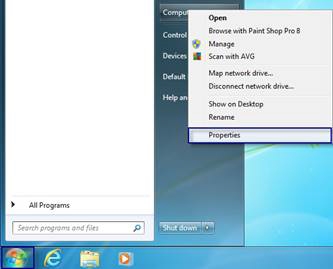 Comput
Control
Devices
Default
Help an
All Programs
Search programs and files
Shut down
Open
Browse with Paint Shop Pro 8
Manage
Scan with AVG
Map network drive...
Disconnect network drive...
Show on Desktop
Rename
Properties